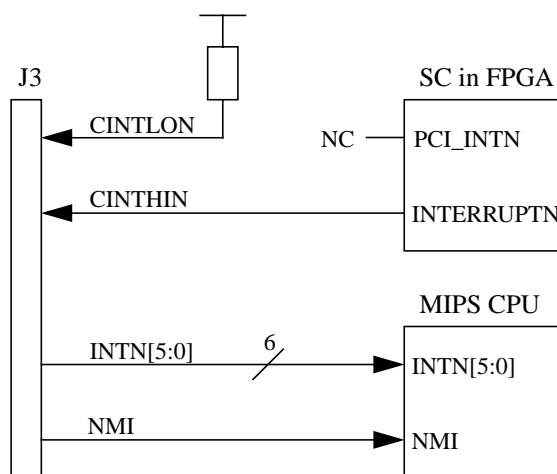 J3
SC in FPGA
CINTLON
NC
PCI_INTN
CINTHIN
INTERRUPTN
MIPS CPU
INTN[5:0]
6
INTN[5:0]
NMI
NMI